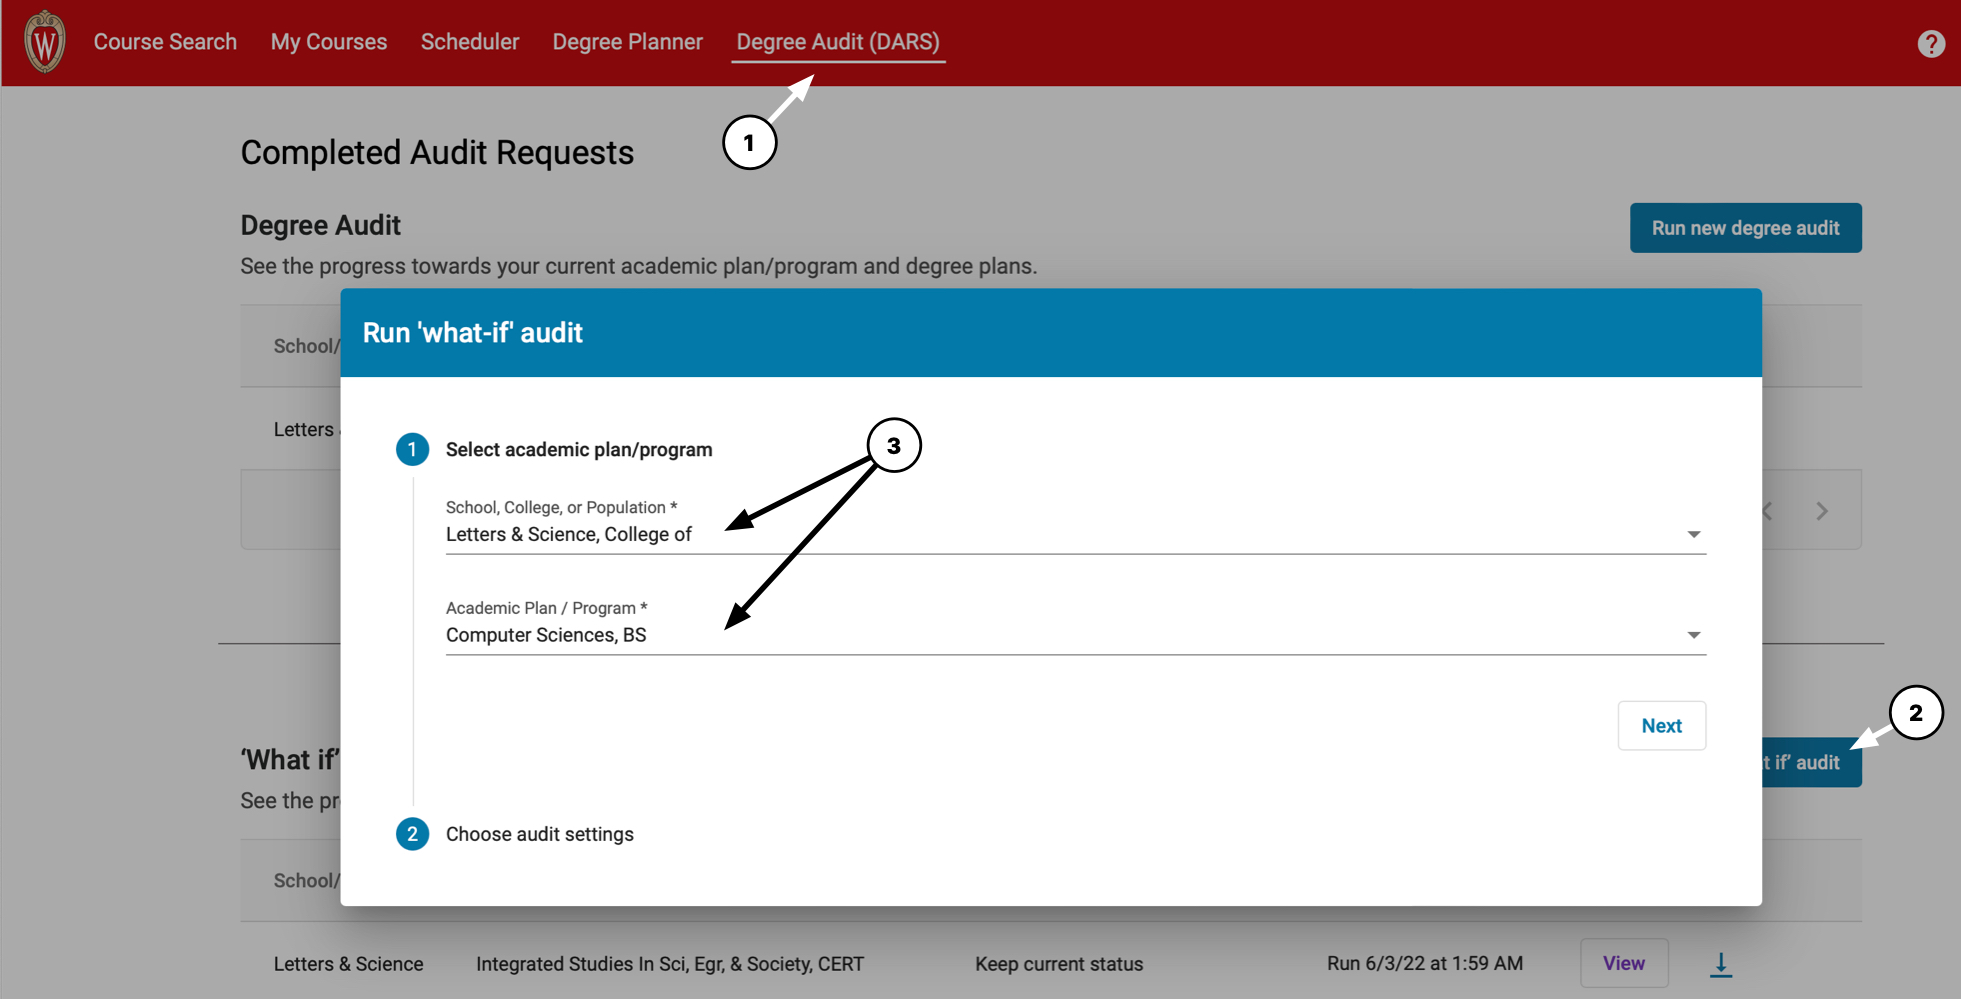 W
Course Search My Courses Scheduler Degree Planner Degree Audit (DARS) ?
1
Completed Audit Requests
Degree Audit
Run new degree audit
See the progress towards your current academic plan/program and degree plans.
Run 'what-if' audit
School/
Letters
1 Select academic plan/program
3
School, College, or Population *
Letters & Science, College of
Academic Plan / Program *
Computer Sciences, BS
Next
2
‘What if’
t if’ audit
See the pr
2 Choose audit settings
School/
Letters & Science Integrated Studies In Sci, Egr, & Society, CERT Keep current status Run 6/3/22 at 1:59 AM View